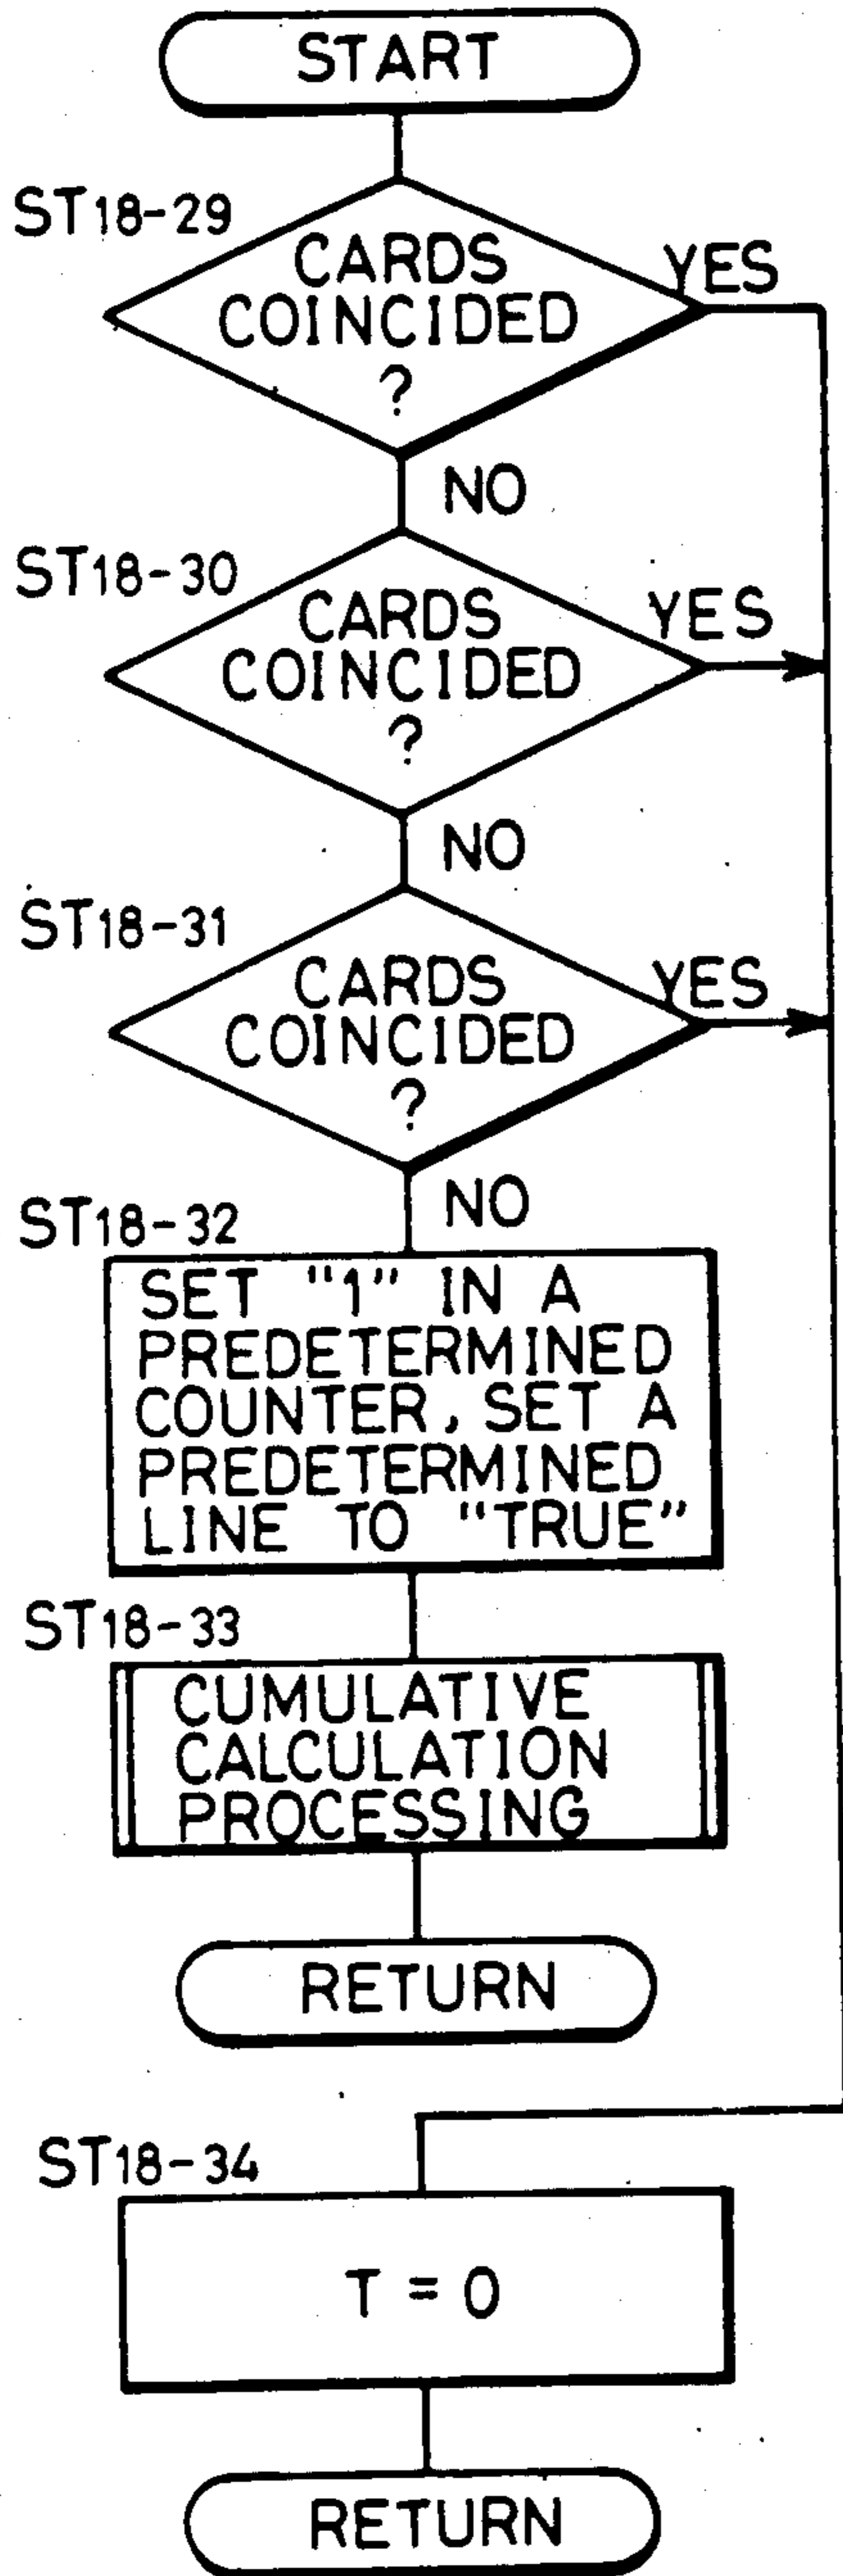 START
ST18-29
CARDS
COINCIDED
?
YES
NO
ST18-30
CARDS
COINCIDED
?
YES
NO
ST18-31
CARDS
COINCIDED
?
YES
NO
ST18-32
SET "1" IN A
PREDETERMINED
COUNTER, SET A
PREDETERMINED
LINE TO "TRUE"
ST18-33
CUMULATIVE
CALCULATION
PROCESSING
RETURN
ST18-34
T = 0
RETURN